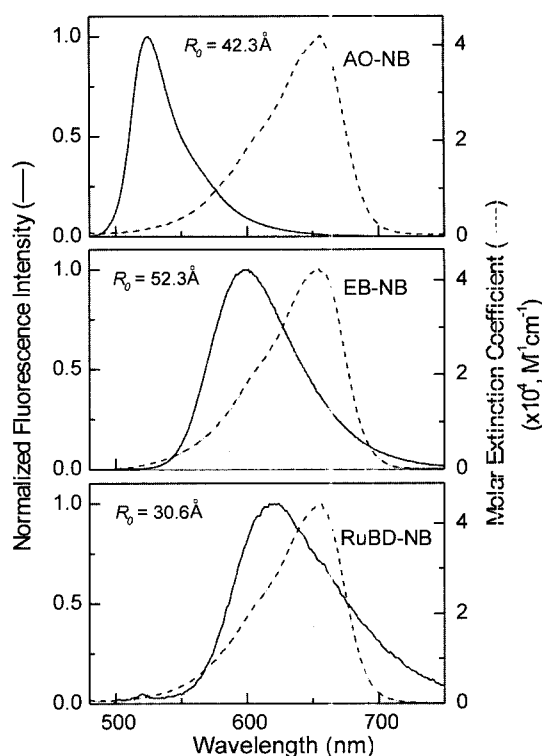 Normalized Fluorescence Intensity (—)
Molar Extinction Coefficient (---)
(x10⁴, M⁻¹cm⁻¹)
1.0
0.5
0.0
R₀ = 42.3Å
AO-NB
4
2
0
1.0
0.5
0.0
R₀ = 52.3Å
EB-NB
4
2
0
1.0
0.5
0.0
R₀ = 30.6Å
RuBD-NB
4
2
0
500 600 700
Wavelength (nm)